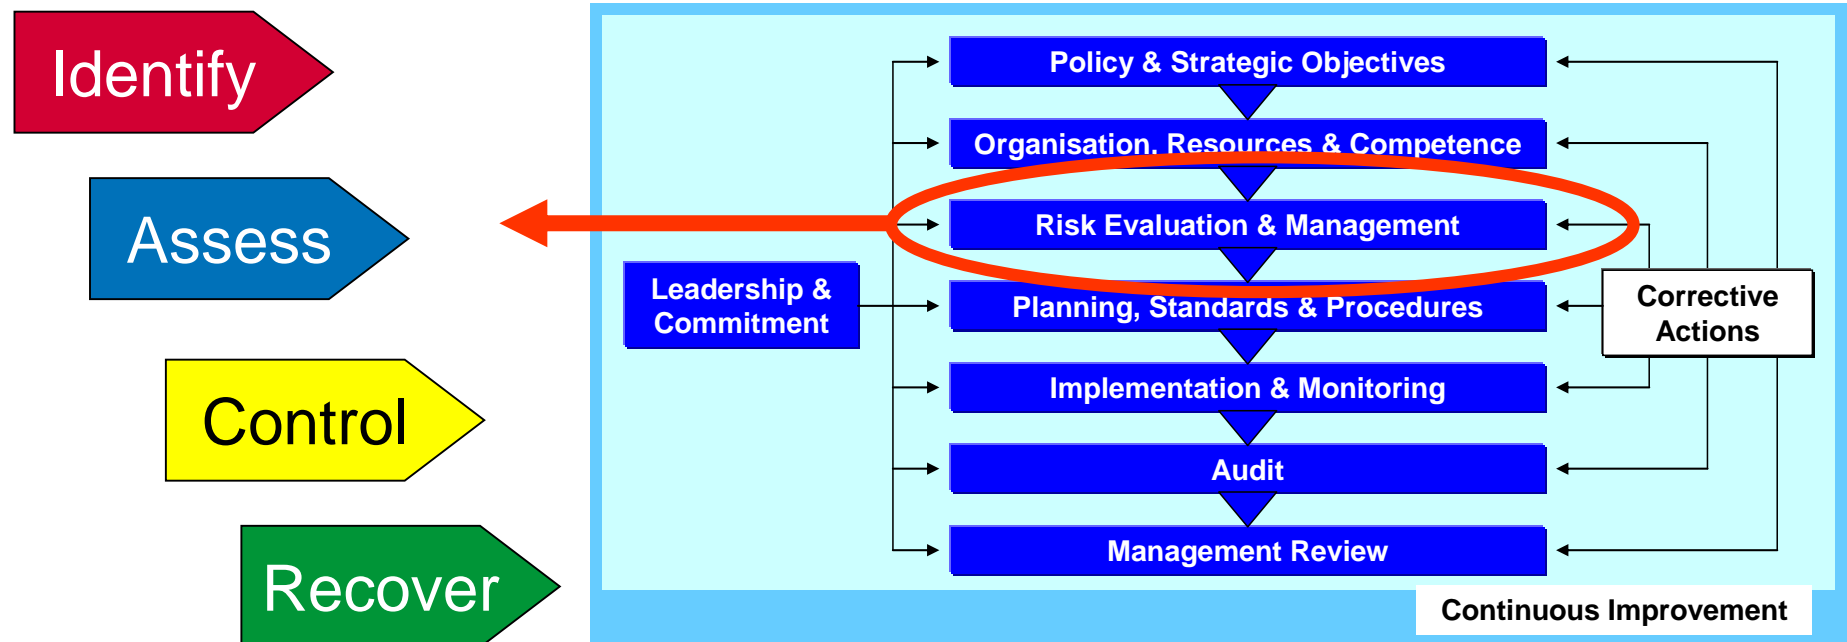 Identify
Assess
Control
Recover
Policy & Strategic Objectives
Organisation, Resources & Competence
Risk Evaluation & Management
Leadership &
Commitment
Planning, Standards & Procedures
Corrective
Actions
Implementation & Monitoring
Audit
Management Review
Continuous Improvement